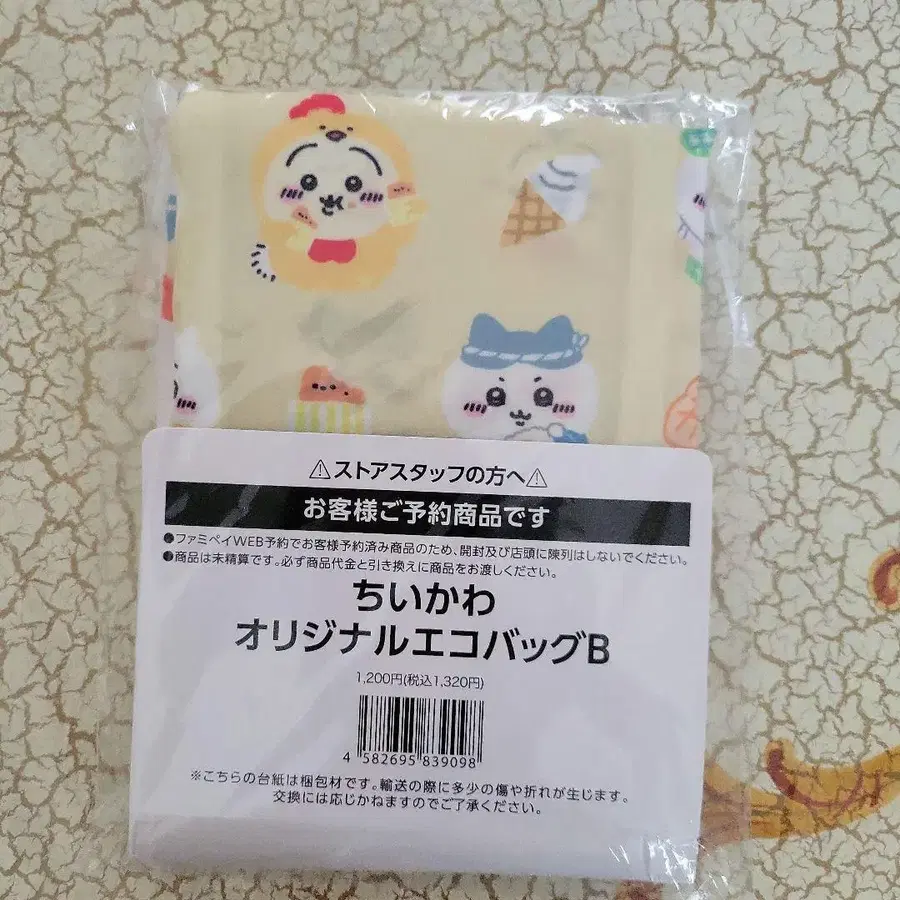 ⚠ストアスタッフの方へ⚠
お客様ご予約商品です
●ファミペイWEB予約でお客様予約済み商品のため、開封及び店頭に陳列はしないでください。
●商品は未精算です。必ず商品代金と引き換えに商品をお渡しください。
ちいかわ
オリジナルエコバッグB
1,200円(税込1,320円)
4 582695 839098
※こちらの台紙は梱包材です。輸送の際に多少の傷や折れが生じます。
交換には応じかねますのでご了承ください。